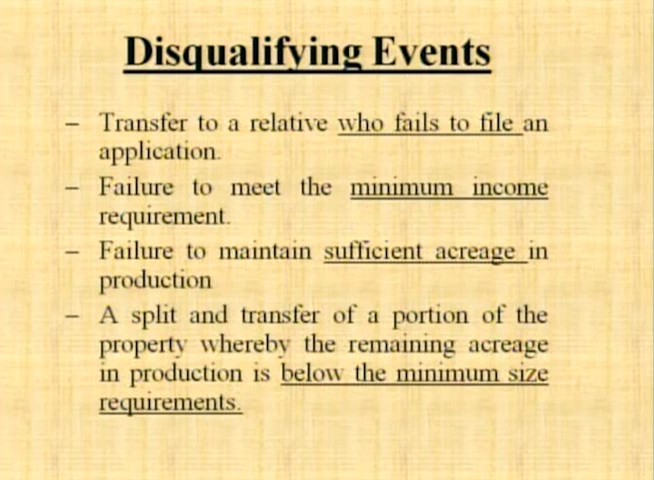 Disqualifying Events
– Transfer to a relative who fails to file an
application.
– Failure to meet the minimum income
requirement.
– Failure to maintain sufficient acreage in
production
– A split and transfer of a portion of the
property whereby the remaining acreage
in production is below the minimum size
requirements.